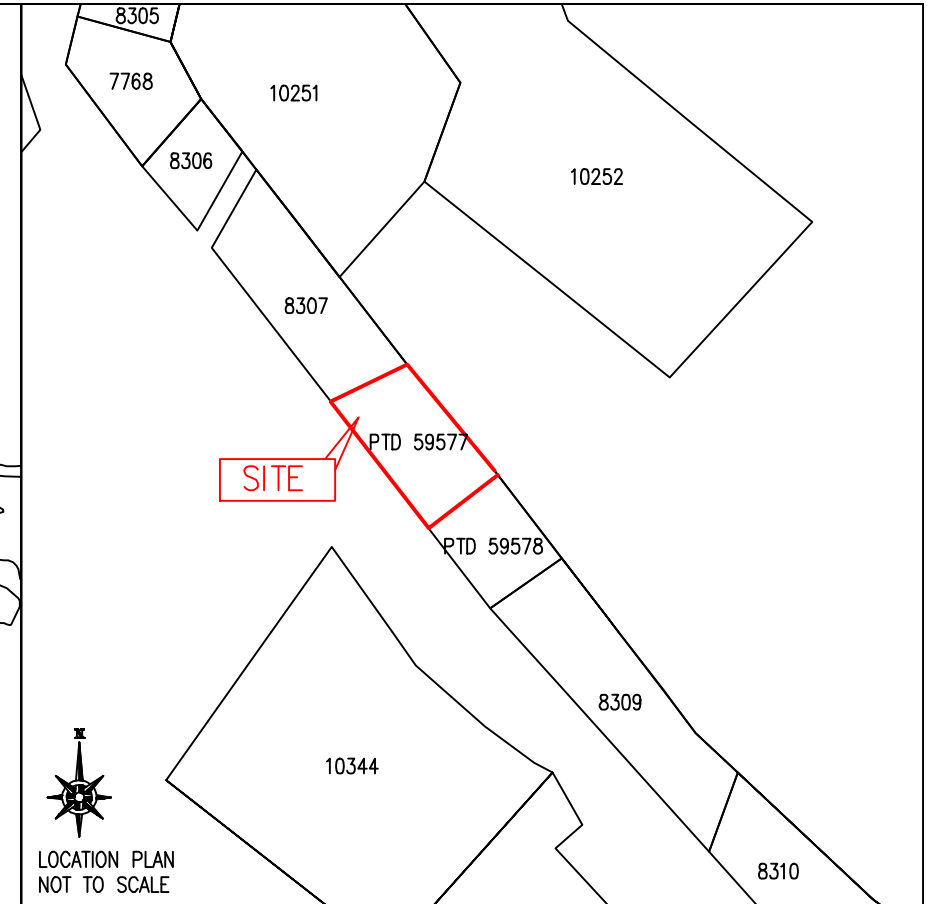 8305
7768
10251
8306
10252
8307
PTD 59577
SITE
PTD 59578
8309
N
10344
LOCATION PLAN
NOT TO SCALE
8310